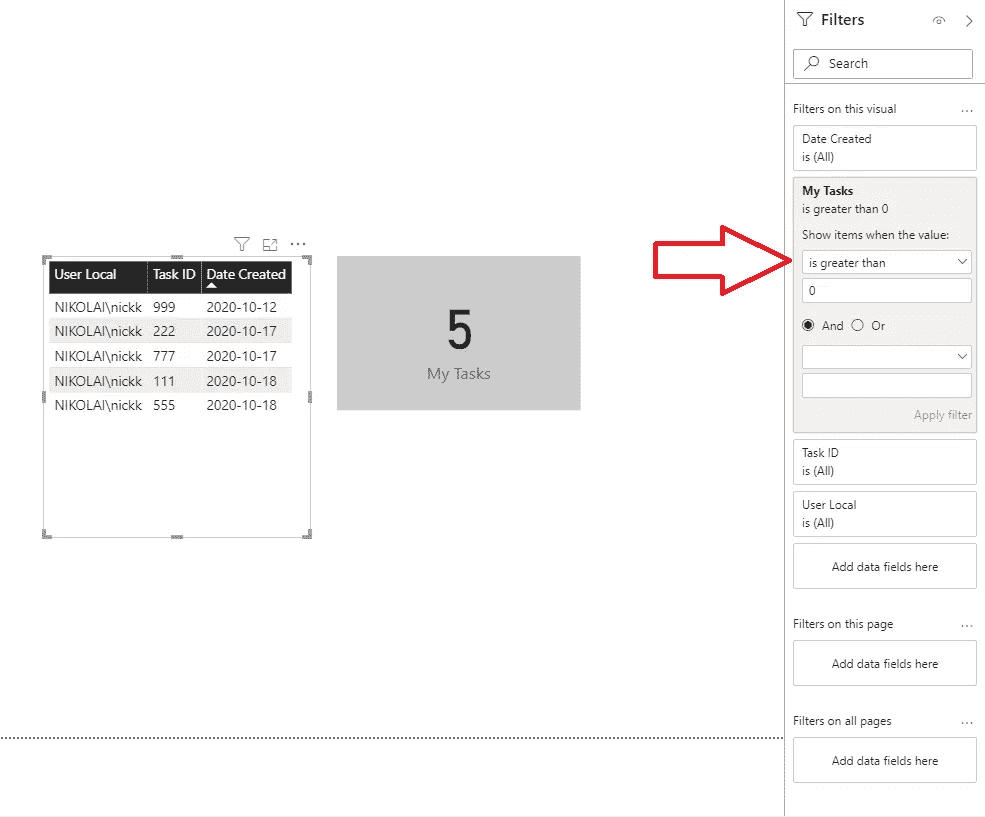 User Local Task ID Date Created
NIKOLAI\nickk 999 2020-10-12
NIKOLAI\nickk 222 2020-10-17
NIKOLAI\nickk 777 2020-10-17
NIKOLAI\nickk 111 2020-10-18
NIKOLAI\nickk 555 2020-10-18
5
My Tasks
Filters
Search
Filters on this visual
Date Created
is (All)
My Tasks
is greater than 0
Show items when the value:
is greater than
0
And Or
Apply filter
Task ID
is (All)
User Local
is (All)
Add data fields here
Filters on this page
Add data fields here
Filters on all pages
Add data fields here